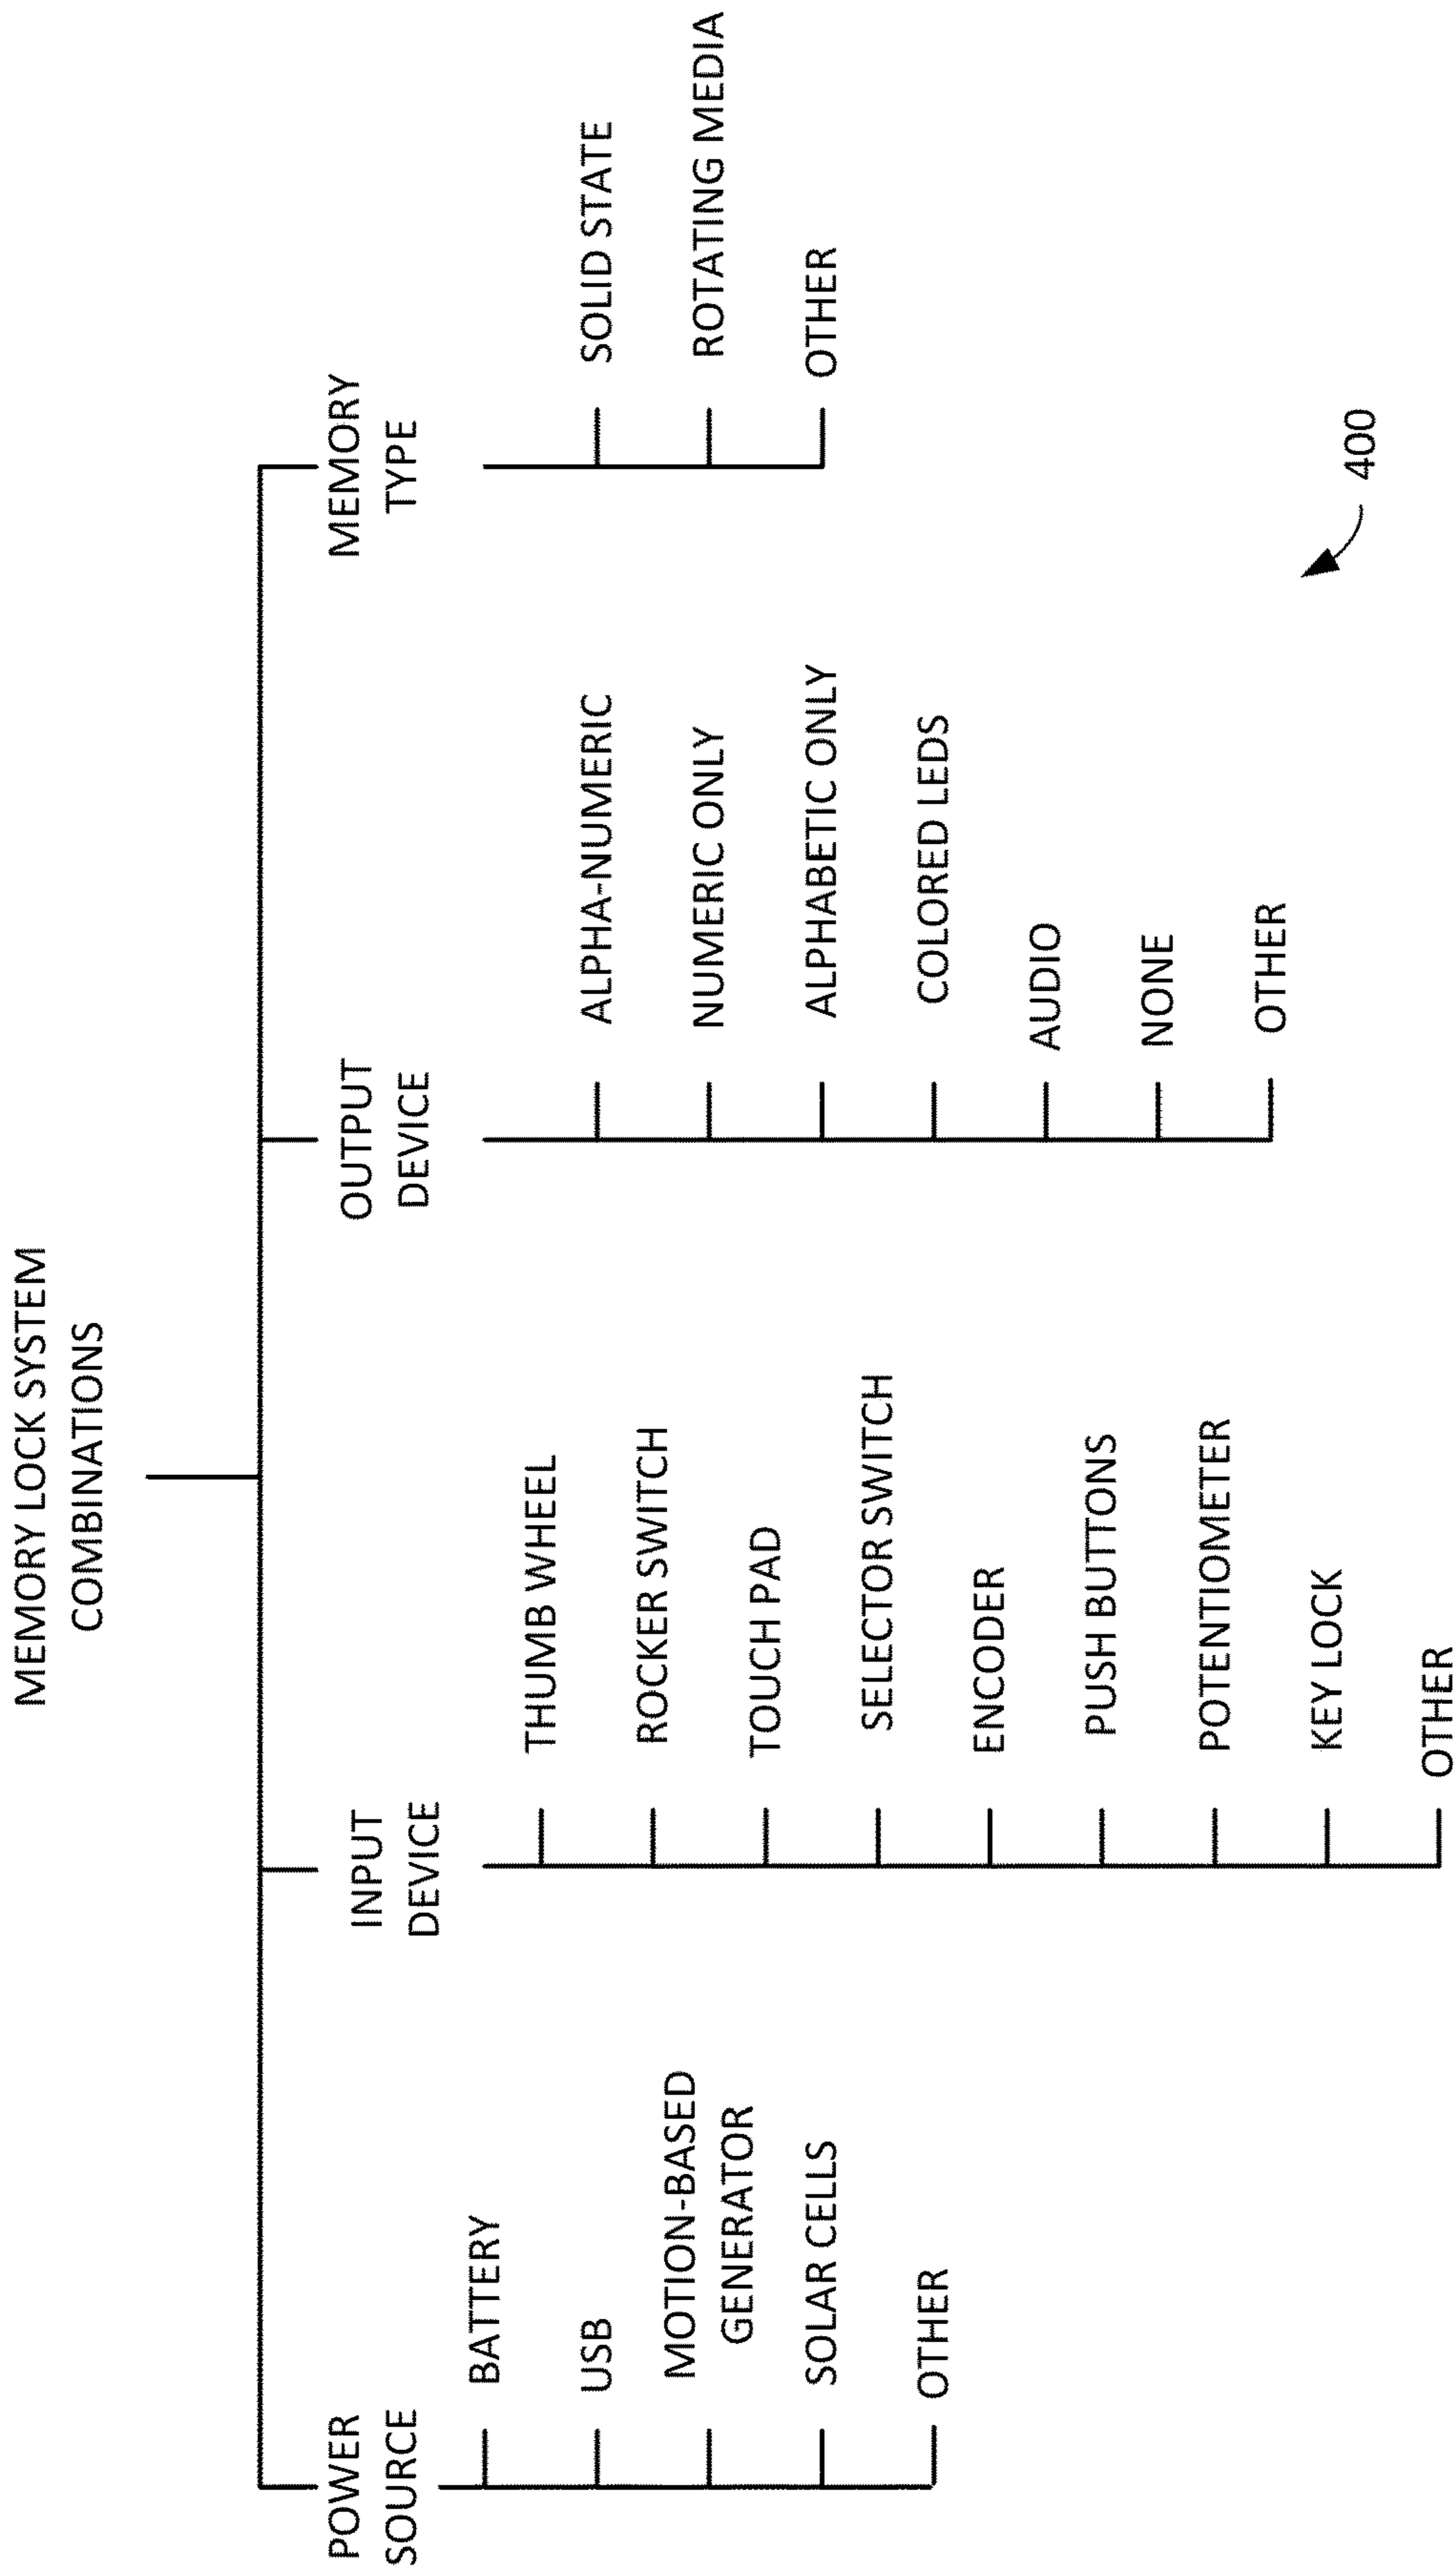 MEMORY LOCK SYSTEM
COMBINATIONS
POWER
SOURCE
BATTERY
USB
MOTION-BASED
GENERATOR
SOLAR CELLS
OTHER
INPUT
DEVICE
THUMB WHEEL
ROCKER SWITCH
TOUCH PAD
SELECTOR SWITCH
ENCODER
PUSH BUTTONS
POTENTIOMETER
KEY LOCK
OTHER
OUTPUT
DEVICE
ALPHA-NUMERIC
NUMERIC ONLY
ALPHABETIC ONLY
COLORED LEDS
AUDIO
NONE
OTHER
MEMORY
TYPE
SOLID STATE
ROTATING MEDIA
OTHER
400